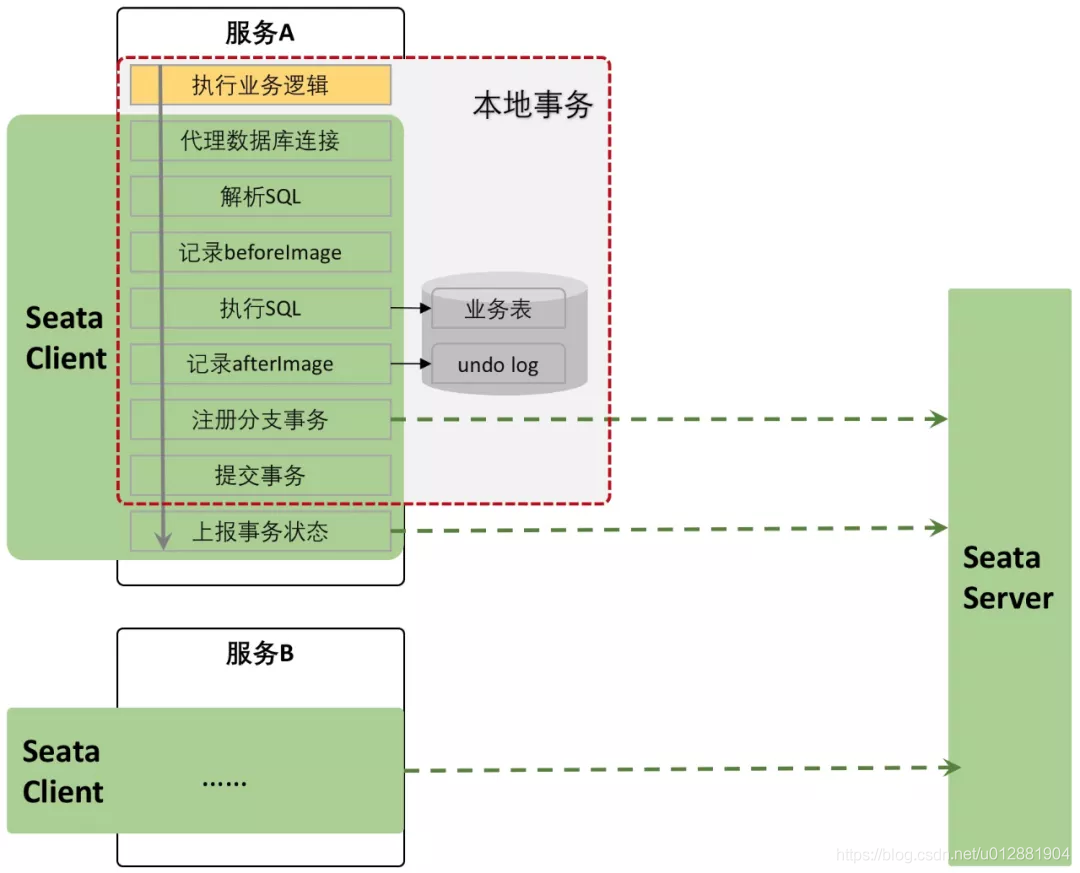 服务A
执行业务逻辑
本地事务
代理数据库连接
解析SQL
记录beforeImage
执行SQL
业务表
Seata
Client
记录afterImage
undo log
注册分支事务
提交事务
上报事务状态
Seata
Server
服务B
Seata
Client
......
https://blog.csdn.net/u012881904